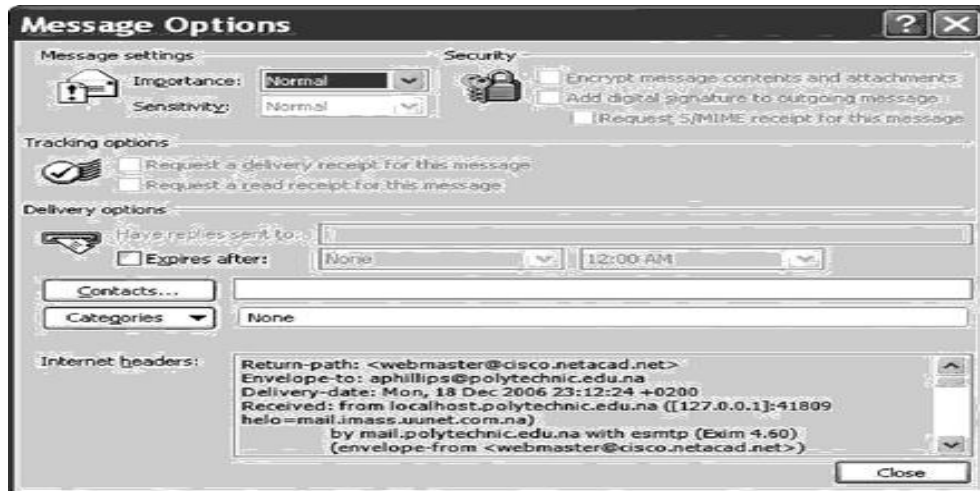 Message Options
Message settings
Security
Importance: Normal
Sensitivity: Normal
Encrypt message contents and attachments
Add digital signature to outgoing message
Request S/MIME receipt for this message
Tracking options
Request a delivery receipt for this message
Request a read receipt for this message
Delivery options
Have replies sent to:
Expires after: None 12:00 AM
Contacts...
Categories None
Internet headers:
Return-path: <webmaster@cisco.netacad.net>
Envelope-to: aphillips@polytechnic.edu.na
Delivery-date: Mon, 18 Dec 2006 23:12:24 +0200
Received: from localhost.polytechnic.edu.na ([127.0.0.1]:41809
helo=mail.imass.uunet.com.na)
by mail.polytechnic.edu.na with esmtp (Exim 4.60)
(envelope-from <webmaster@cisco.netacad.net>)
Close